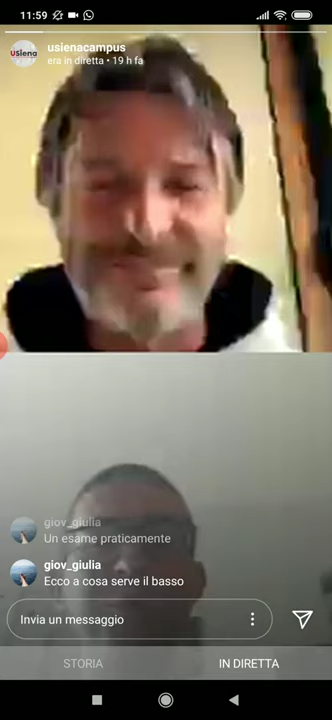 11:59
USiena
usienacampus
era in diretta • 19 h fa
giov_giulia
Un esame praticamente
giov_giulia
Ecco a cosa serve il basso
Invia un messaggio
STORIA
IN DIRETTA